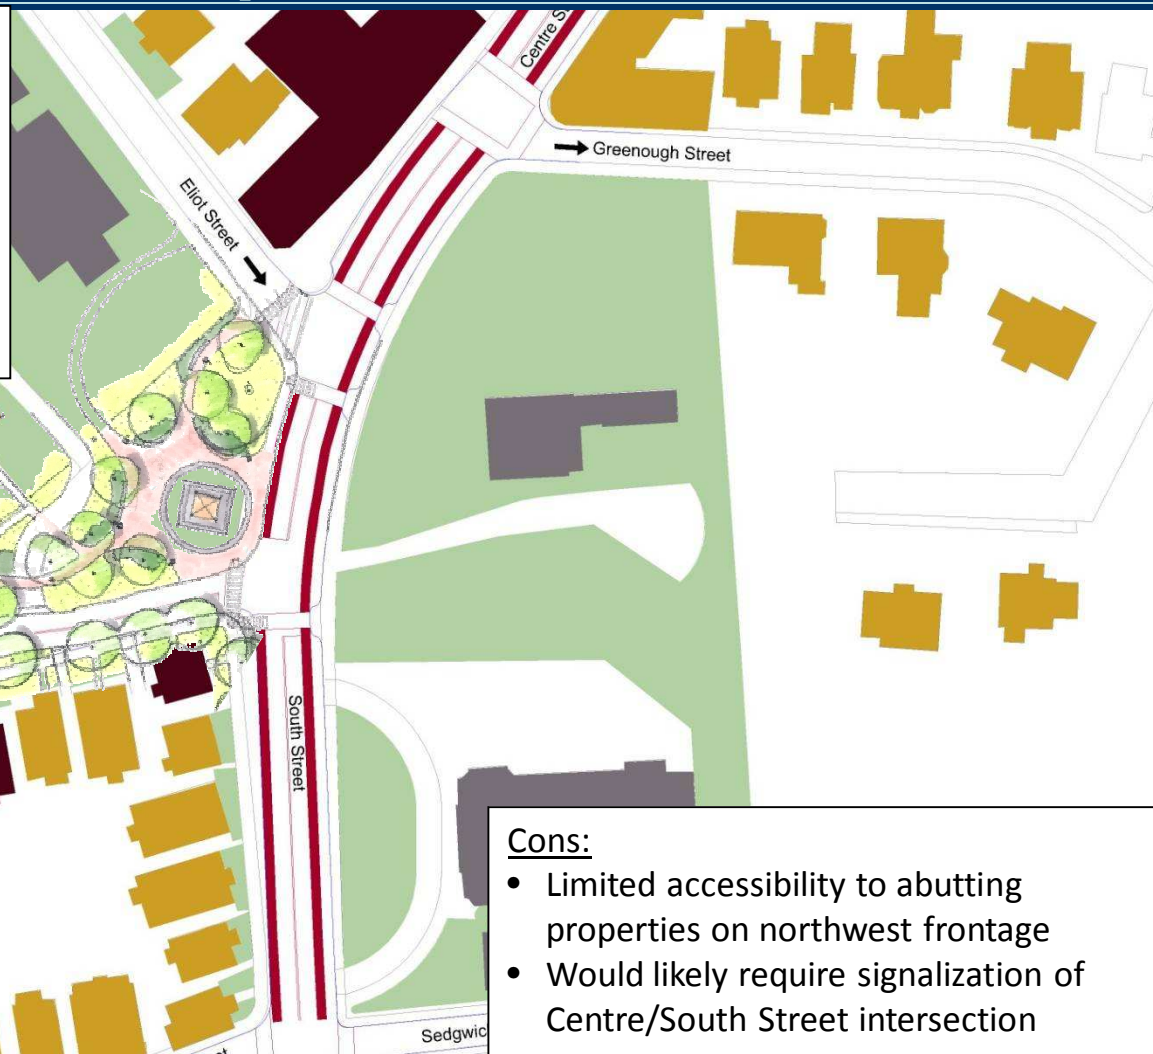 Centre S
Greenough Street
Eliot Street
South Street
Cons:
• Limited accessibility to abutting
properties on northwest frontage
• Would likely require signalization of
Centre/South Street intersection
Sedgwic